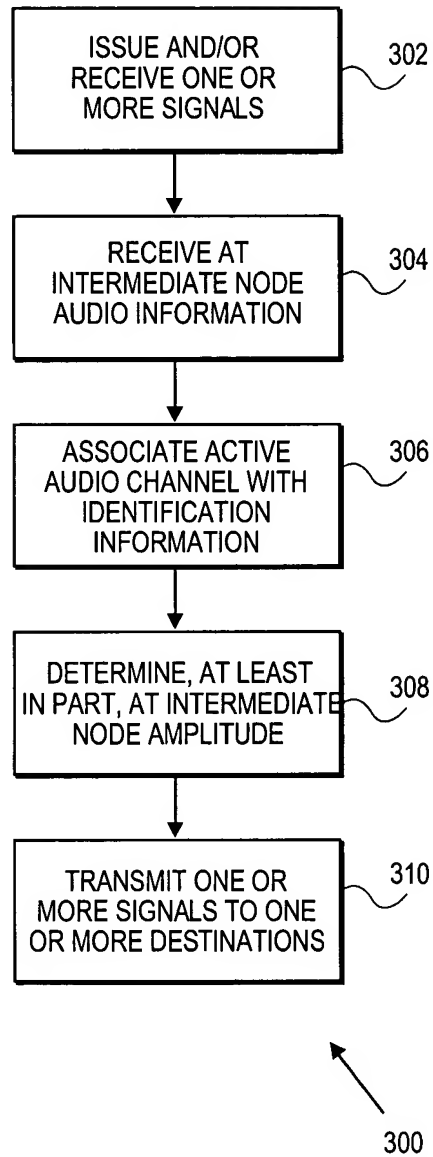 ISSUE AND/OR
RECEIVE ONE OR
MORE SIGNALS
302
RECEIVE AT
INTERMEDIATE NODE
AUDIO INFORMATION
304
ASSOCIATE ACTIVE
AUDIO CHANNEL WITH
IDENTIFICATION
INFORMATION
306
DETERMINE, AT LEAST
IN PART, AT INTERMEDIATE
NODE AMPLITUDE
308
TRANSMIT ONE OR
MORE SIGNALS TO ONE
OR MORE DESTINATIONS
310
300